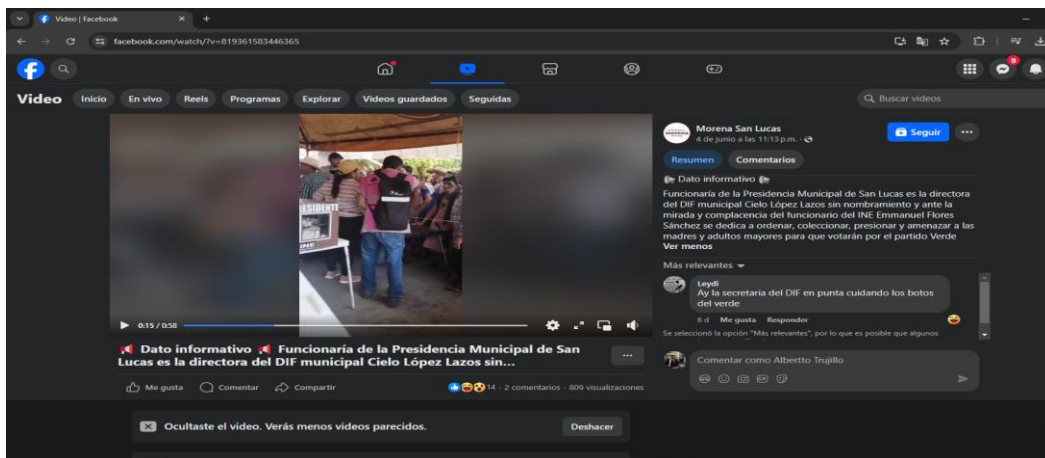 Video | Facebook
facebook.com/watch/?v=819361583446365
9
Video Inicio En vivo Reels Programas Explorar Videos guardados Seguidas
Buscar videos
PRESIDENTE
INE
0:15 / 0:58
Dato informativo Funcionaría de la Presidencia Municipal de San
Lucas es la directora del DIF municipal Cielo López Lazos sin...
Me gusta Comentar Compartir
14 · 2 comentarios · 809 visualizaciones
Ocultaste el video. Verás menos videos parecidos.
Deshacer
morena
Morena San Lucas
4 de junio a las 11:13 p.m. ·
Seguir
Resumen Comentarios
Dato informativo
Funcionaría de la Presidencia Municipal de San Lucas es la directora
del DIF municipal Cielo López Lazos sin nombramiento y ante la
mirada y complacencia del funcionario del INE Emmanuel Flores
Sánchez se dedica a ordenar, coleccionar, presionar y amenazar a las
madres y adultos mayores para que votarán por el partido Verde
Ver menos
Más relevantes
Leydi
Ay la secretaria del DIF en punta cuidando los botos
del verde
6 d Me gusta Responder
Se seleccionó la opción "Más relevantes", por lo que es posible que algunos
Comentar como Albertto Trujillo